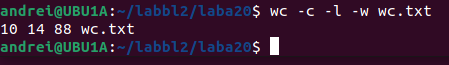 andrei@UBU1A:~/labbl2/laba20$ wc -c -l -w wc.txt
10 14 88 wc.txt
andrei@UBU1A:~/labbl2/laba20$